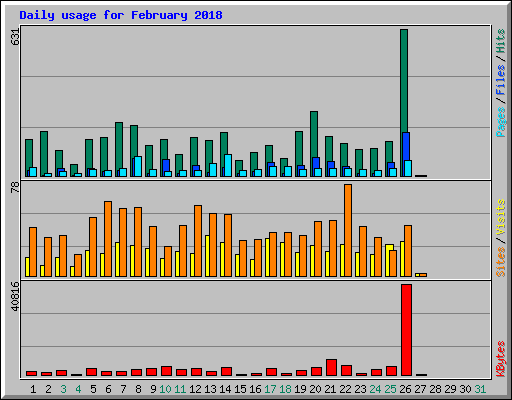 Daily usage for February 2018
631
Pages / Files / Hits
78
Sites / Visits
40816
KBytes
1 2 3 4 5 6 7 8 9 10 11 12 13 14 15 16 17 18 19 20 21 22 23 24 25 26 27 28 29 30 31